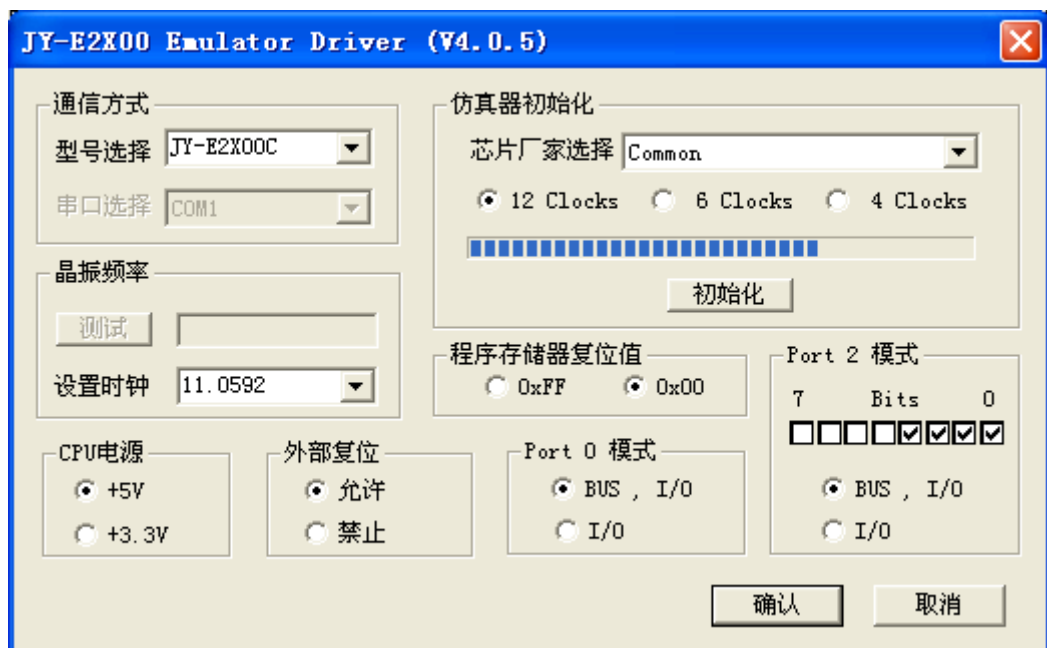 JY-E2X00 Emulator Driver (V4.0.5)
通信方式
型号选择 JY-E2X00C
串口选择 COM1
仿真器初始化
芯片厂家选择 Common
12 Clocks 6 Clocks 4 Clocks
初始化
晶振频率
测试
设置时钟 11.0592
程序存储器复位值
0xFF 0x00
Port 2 模式
7 Bits 0
BUS , I/O
I/O
CPU电源
+5V
+3.3V
外部复位
允许
禁止
Port 0 模式
BUS , I/O
I/O
确认 取消